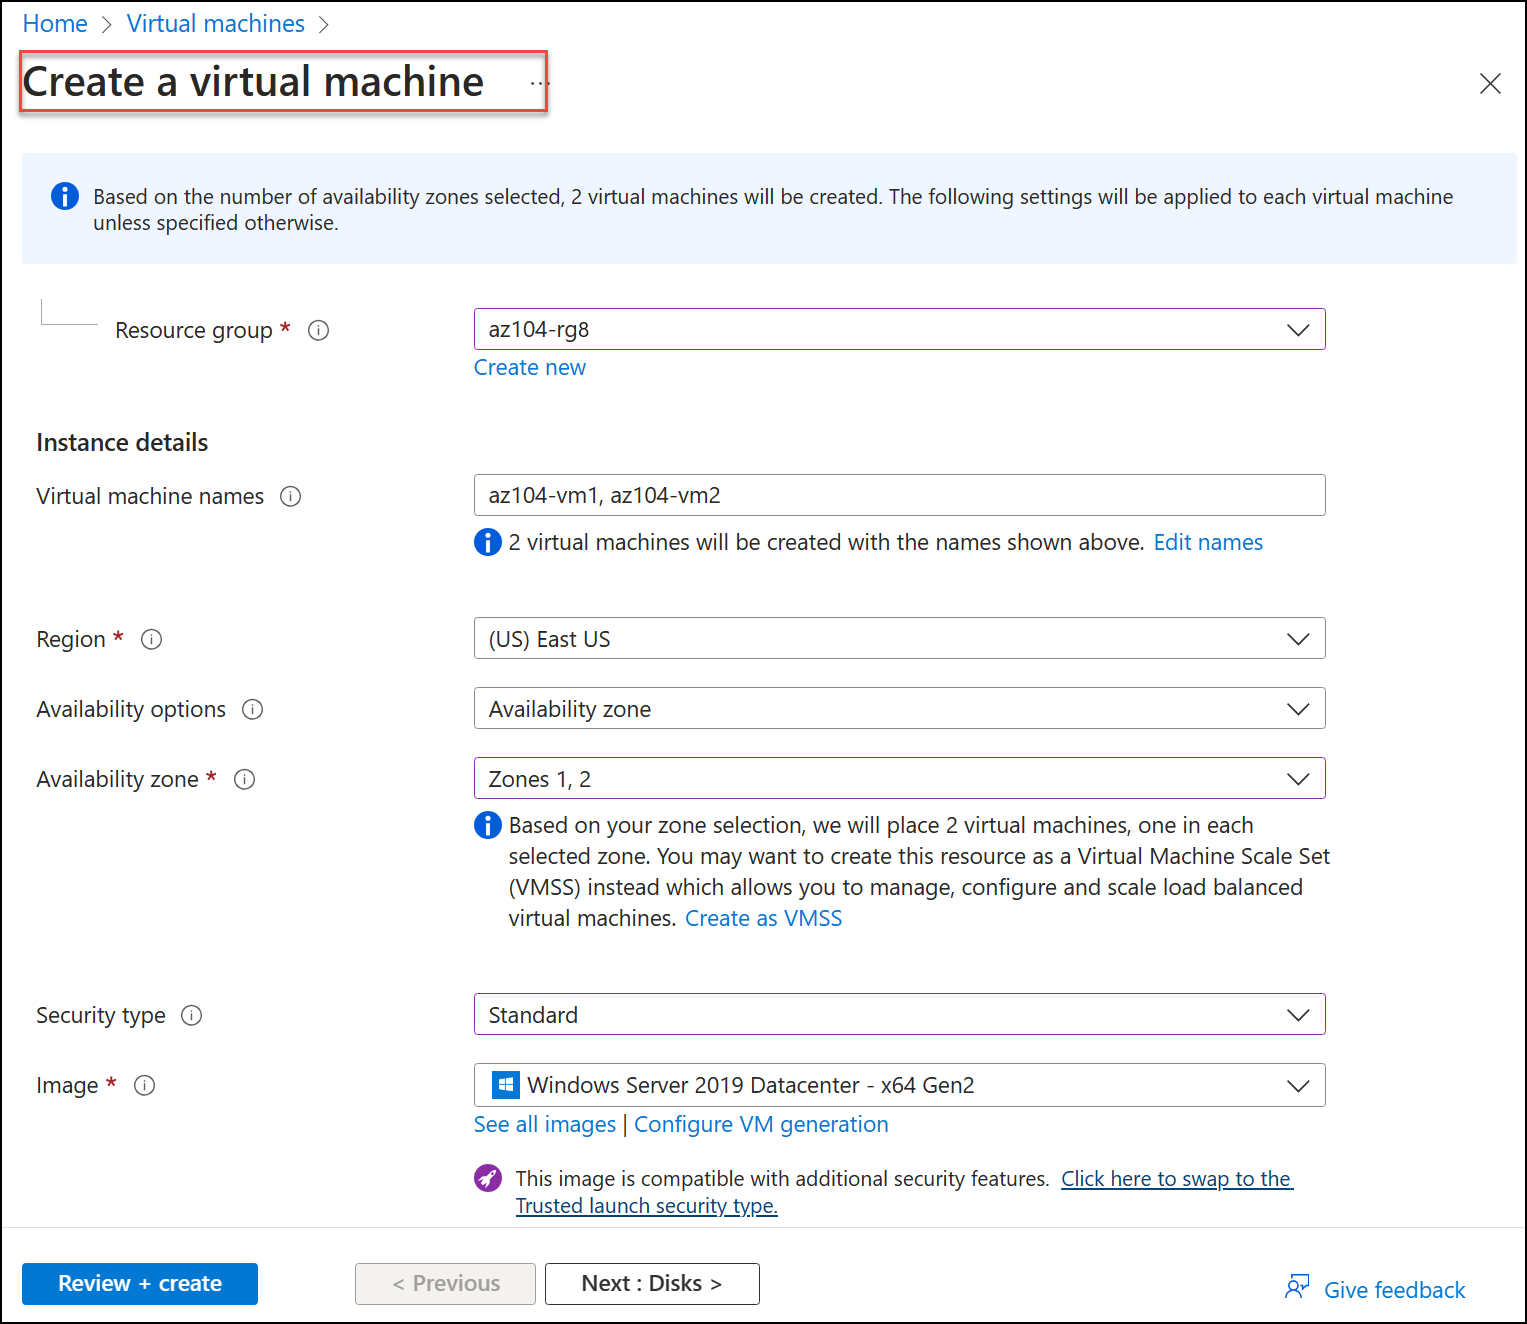 Home > Virtual machines >
Create a virtual machine ...
Based on the number of availability zones selected, 2 virtual machines will be created. The following settings will be applied to each virtual machine
unless specified otherwise.
Resource group *
az104-rg8
Create new
Instance details
Virtual machine names
az104-vm1, az104-vm2
2 virtual machines will be created with the names shown above. Edit names
Region *
(US) East US
Availability options
Availability zone
Availability zone *
Zones 1, 2
Based on your zone selection, we will place 2 virtual machines, one in each
selected zone. You may want to create this resource as a Virtual Machine Scale Set
(VMSS) instead which allows you to manage, configure and scale load balanced
virtual machines. Create as VMSS
Security type
Standard
Image *
Windows Server 2019 Datacenter - x64 Gen2
See all images | Configure VM generation
This image is compatible with additional security features. Click here to swap to the
Trusted launch security type.
Review + create
< Previous
Next : Disks >
Give feedback